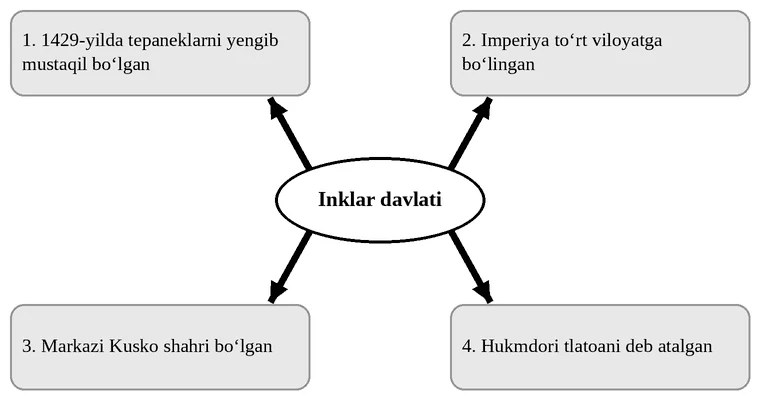 1. 1429-yilda tepaneklarni yengib
mustaqil bo‘lgan
2. Imperiya to‘rt viloyatga
bo‘lingan
Inklar davlati
3. Markazi Kusko shahri bo‘lgan
4. Hukmdori tlatoani deb atalgan